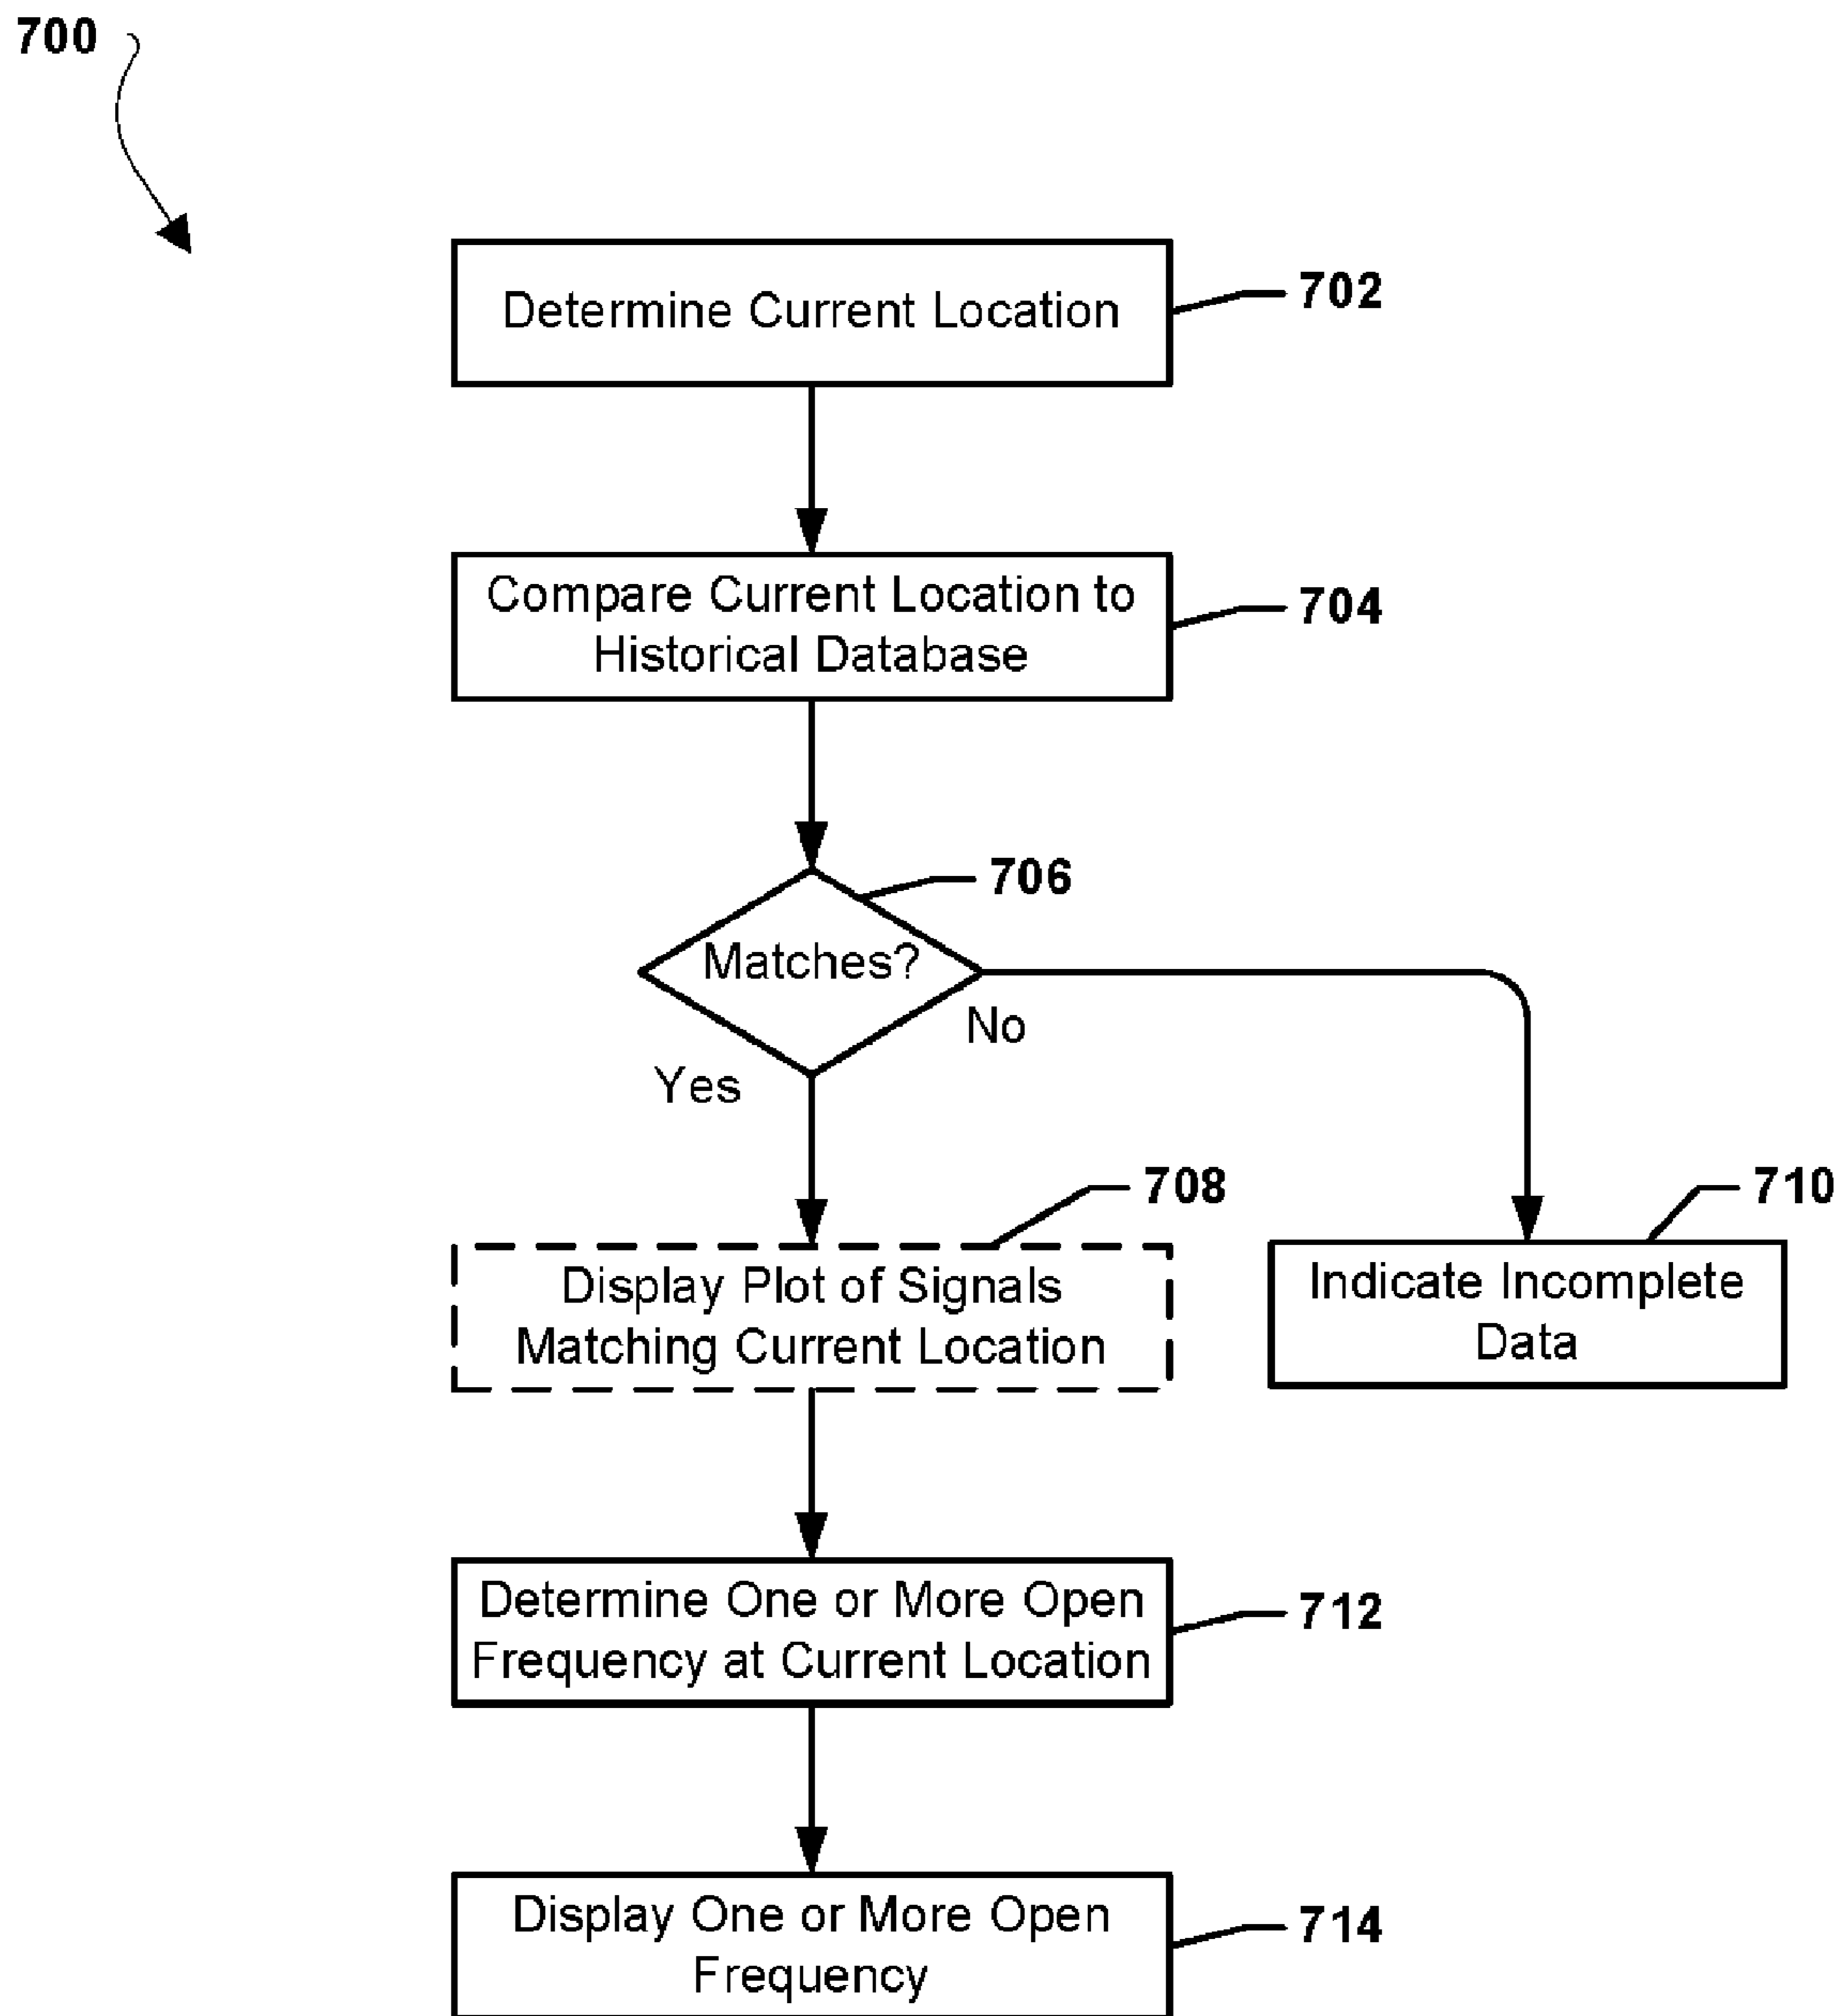 700
Determine Current Location
702
Compare Current Location to
Historical Database
704
706
Matches?
No
Yes
708
Display Plot of Signals
Matching Current Location
710
Indicate Incomplete
Data
Determine One or More Open
Frequency at Current Location
712
Display One or More Open
Frequency
714